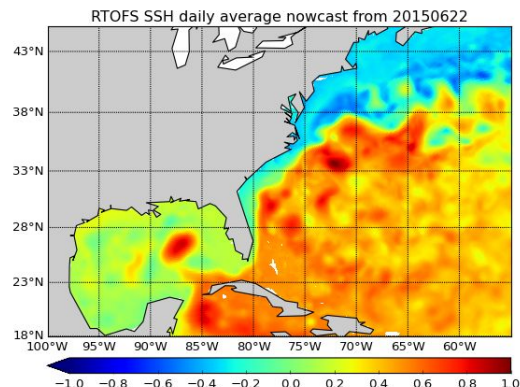 RTOFS SSH daily average nowcast from 20150622
43°N
38°N
33°N
28°N
23°N
18°N
100°W 95°W 90°W 85°W 80°W 75°W 70°W 65°W 60°W
−1.0 −0.8 −0.6 −0.4 −0.2 0.0 0.2 0.4 0.6 0.8 1.0